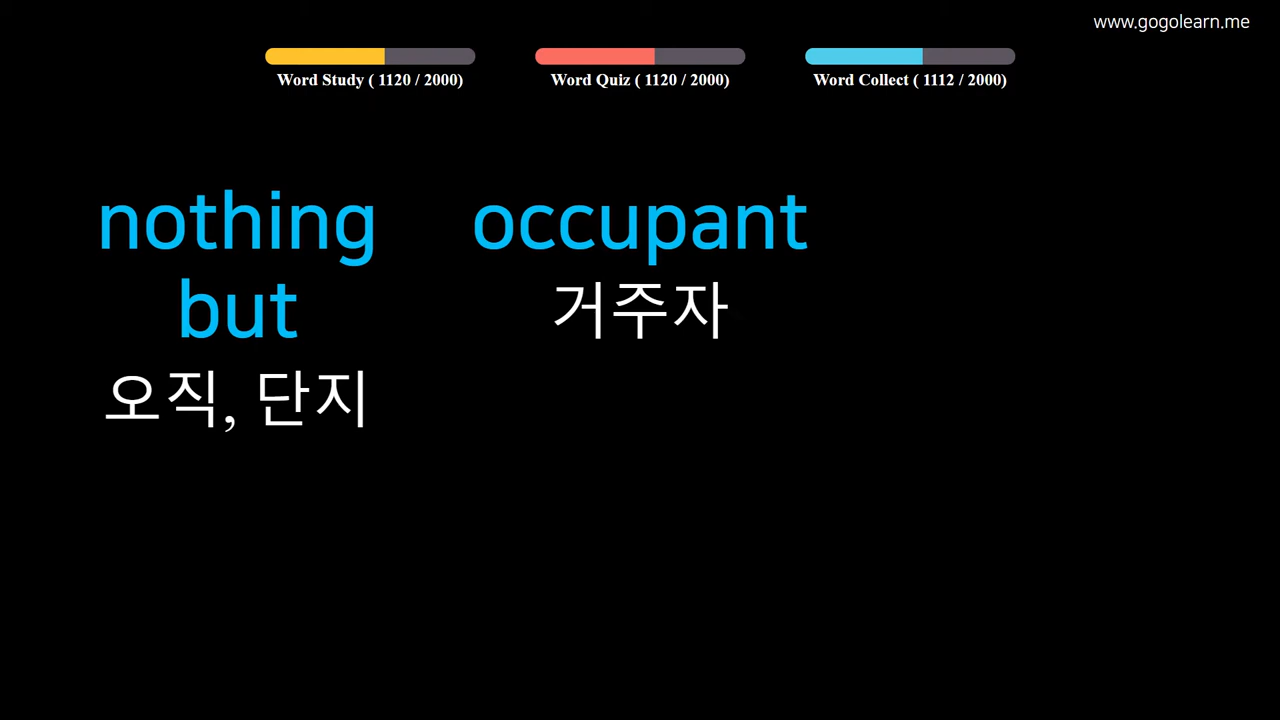 www.gogolearn.me
Word Study ( 1120 / 2000)
Word Quiz ( 1120 / 2000)
Word Collect ( 1112 / 2000)
nothing
but
오직, 단지
occupant
거주자